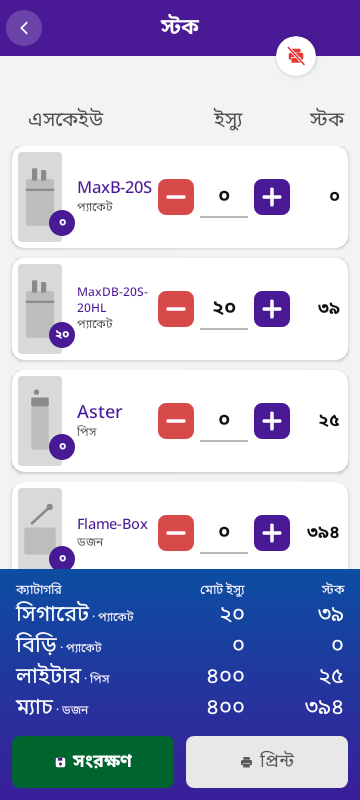 স্টক
এসকেইউ ইস্যু স্টক
MaxB-20S
প্যাকেট
০ ০ ০
MaxDB-20S-
20HL
প্যাকেট
২০ ২০ ৩৯
Aster
পিস
০ ০ ২৫
Flame-Box
ডজন
০ ০ ৩৯৪
ক্যাটাগরি মোট ইস্যু স্টক
সিগারেট · প্যাকেট ২০ ৩৯
বিড়ি · প্যাকেট ০ ০
লাইটার · পিস ৪০০ ২৫
ম্যাচ · ডজন ৪০০ ৩৯৪
সংরক্ষণ প্রিন্ট